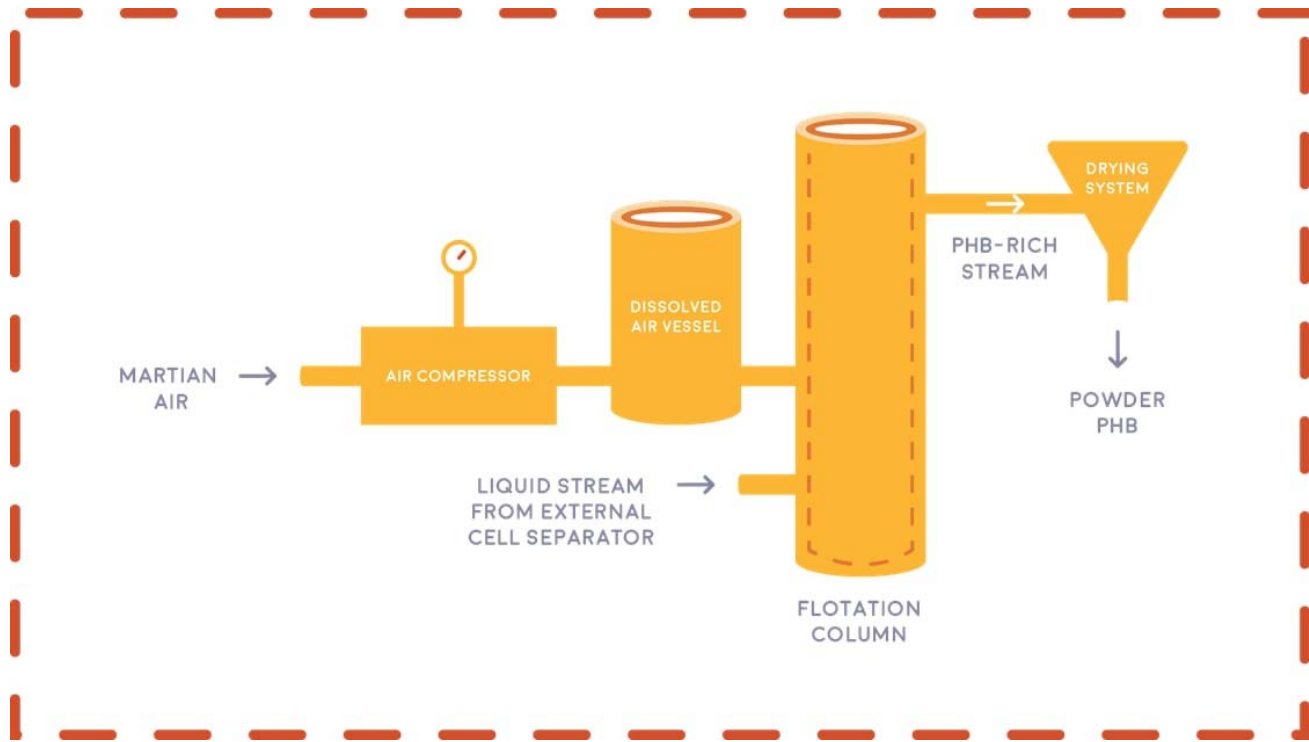 DRYING
SYSTEM
PHB-RICH
STREAM
DISSOLVED
AIR VESSEL
MARTIAN
AIR
AIR COMPRESSOR
POWDER
PHB
LIQUID STREAM
FROM EXTERNAL
CELL SEPARATOR
FLOTATION
COLUMN